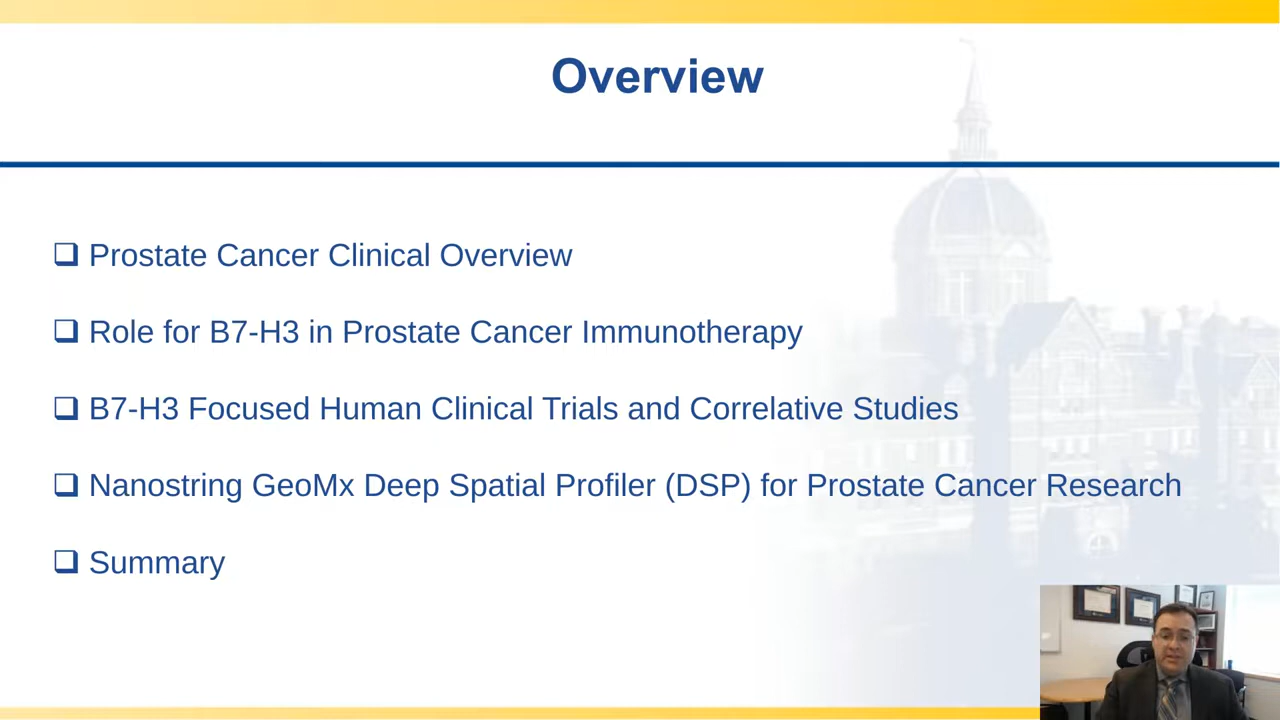 Overview
❑ Prostate Cancer Clinical Overview
❑ Role for B7-H3 in Prostate Cancer Immunotherapy
❑ B7-H3 Focused Human Clinical Trials and Correlative Studies
❑ Nanostring GeoMx Deep Spatial Profiler (DSP) for Prostate Cancer Research
❑ Summary